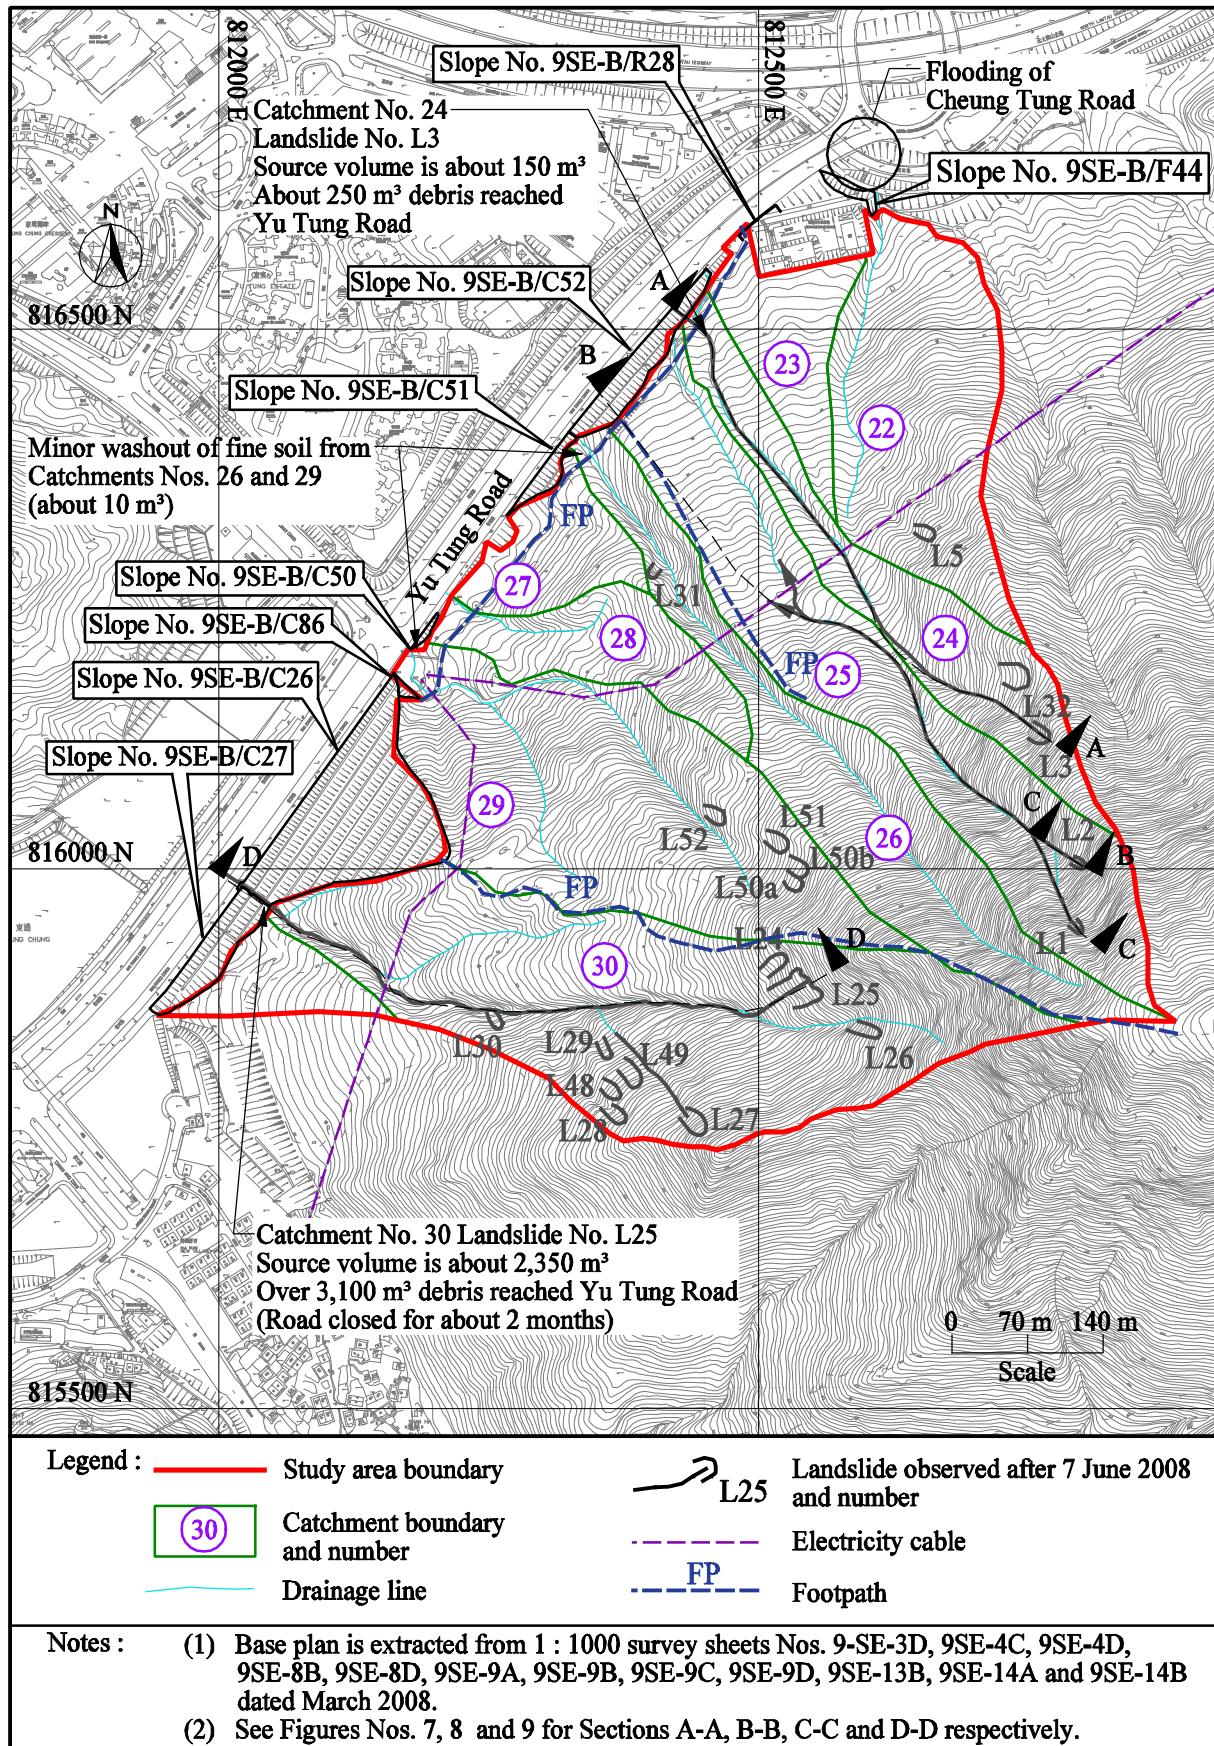 812000 E
812500 E
Slope No. 9SE-B/R28
Flooding of
Cheung Tung Road
Catchment No. 24
Landslide No. L3
Source volume is about 150 m³
About 250 m³ debris reached
Yu Tung Road
Slope No. 9SE-B/F44
N
Slope No. 9SE-B/C52
A
816500 N
B
23
Slope No. 9SE-B/C51
22
Minor washout of fine soil from
Catchments Nos. 26 and 29
(about 10 m³)
Yu Tung Road
FP
L5
Slope No. 9SE-B/C50
27
L31
Slope No. 9SE-B/C86
28
24
FP
25
Slope No. 9SE-B/C26
L32
A
L3
Slope No. 9SE-B/C27
29
C
L51
L2
L52
26
816000 N
D
L50b
B
L50a
FP
L24
D
L1
C
30
L25
L30
L29
L49
L26
L48
L28
L27
Catchment No. 30 Landslide No. L25
Source volume is about 2,350 m³
Over 3,100 m³ debris reached Yu Tung Road
(Road closed for about 2 months)
0 70 m 140 m
Scale
815500 N
Legend :
Study area boundary
L25
Landslide observed after 7 June 2008
and number
30
Catchment boundary
and number
Electricity cable
Drainage line
FP
Footpath
Notes :
(1) Base plan is extracted from 1 : 1000 survey sheets Nos. 9-SE-3D, 9SE-4C, 9SE-4D,
9SE-8B, 9SE-8D, 9SE-9A, 9SE-9B, 9SE-9C, 9SE-9D, 9SE-13B, 9SE-14A and 9SE-14B
dated March 2008.
(2) See Figures Nos. 7, 8 and 9 for Sections A-A, B-B, C-C and D-D respectively.